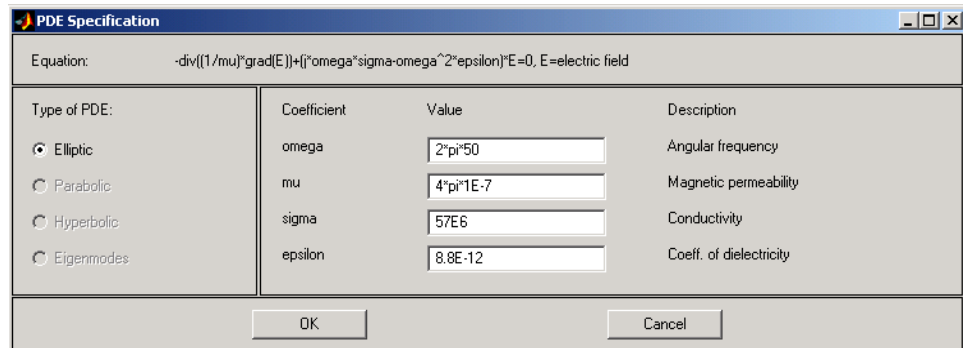 PDE Specification
Equation: -div((1/mu)*grad(E))+(j*omega*sigma-omega^2*epsilon)*E=0, E=electric field
Type of PDE:
Elliptic
Parabolic
Hyperbolic
Eigenmodes
Coefficient Value Description
omega 2*pi*50 Angular frequency
mu 4*pi*1E-7 Magnetic permeability
sigma 57E6 Conductivity
epsilon 8.8E-12 Coeff. of dielectricity
OK Cancel